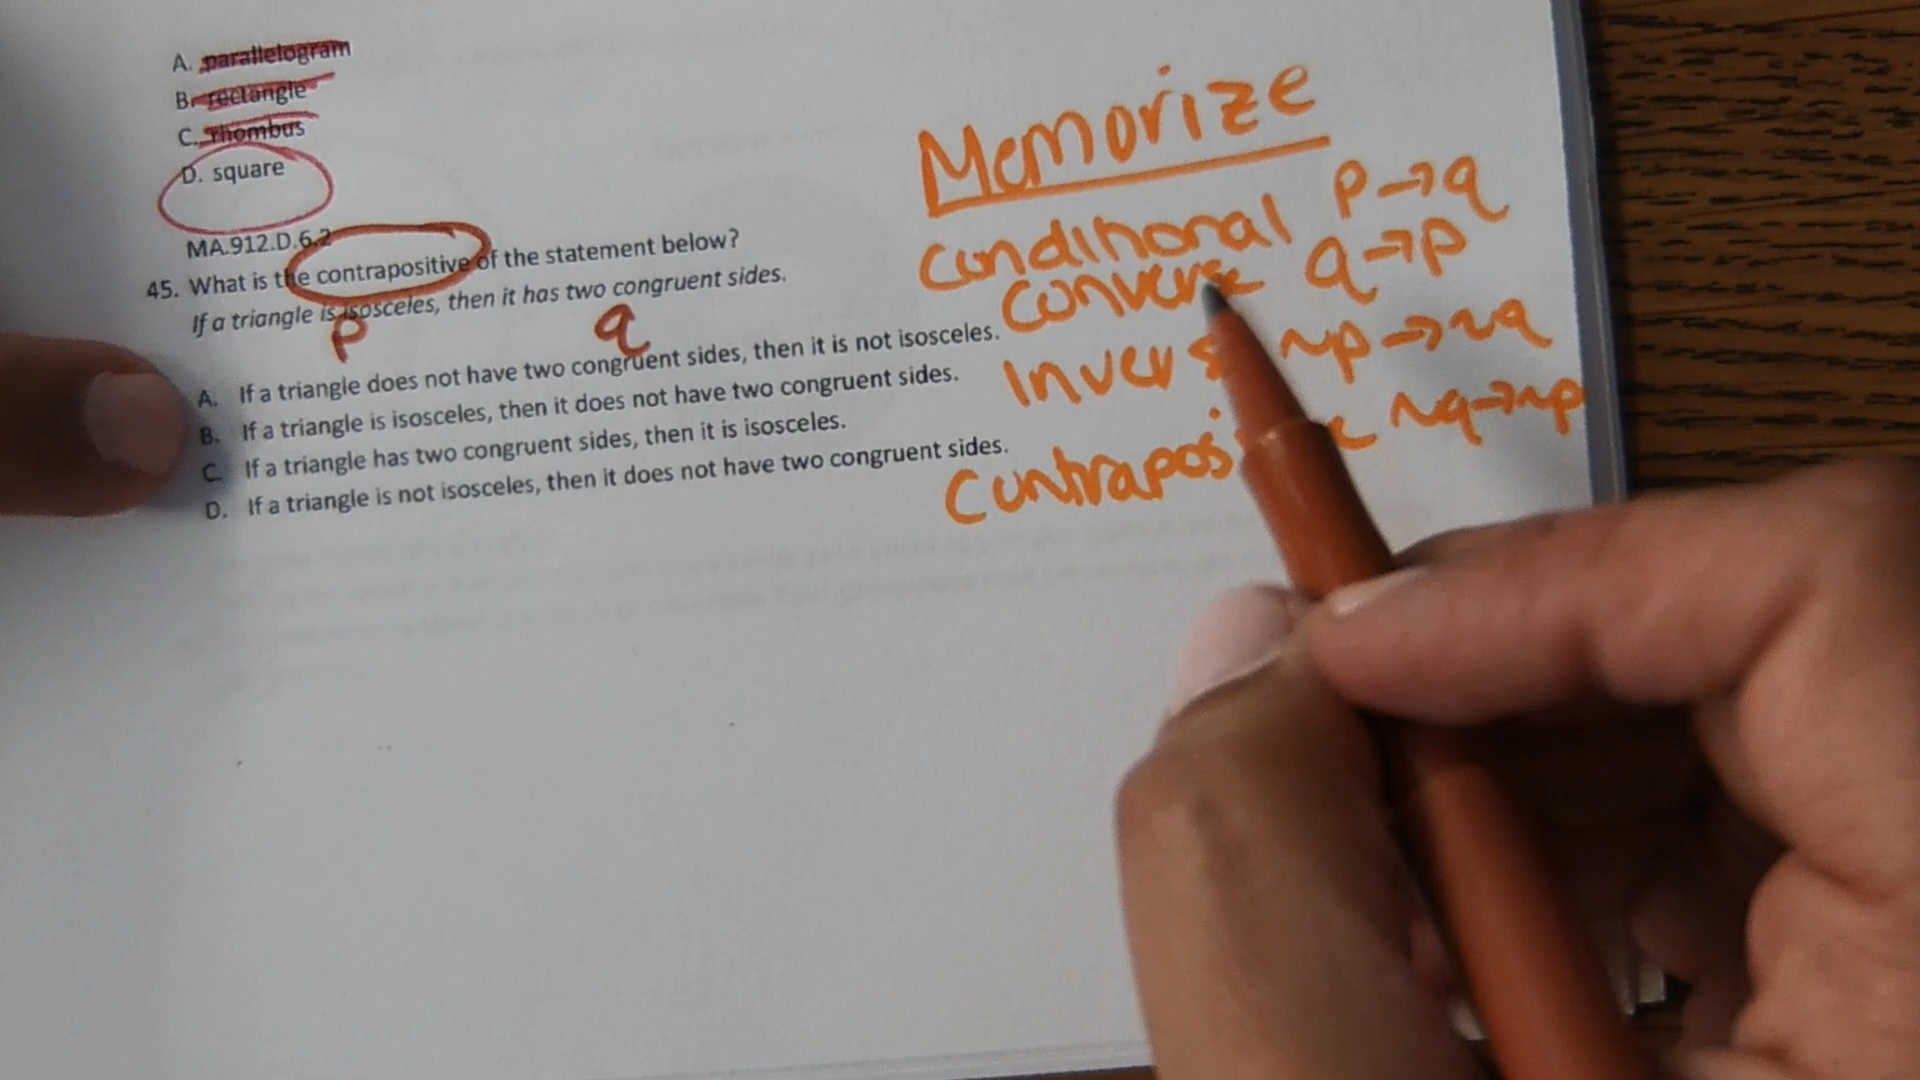 A. parallelogram
B. rectangle
C. rhombus
D. square
MA.912.D.6.2
45. What is the contrapositive of the statement below?
If a triangle is isosceles, then it has two congruent sides.
p q
A. If a triangle does not have two congruent sides, then it is not isosceles.
B. If a triangle is isosceles, then it does not have two congruent sides.
C. If a triangle has two congruent sides, then it is isosceles.
D. If a triangle is not isosceles, then it does not have two congruent sides.
Memorize
Conditional p→q
Converse q→p
Inverse ~p→~q
Contrapositive ~q→~p